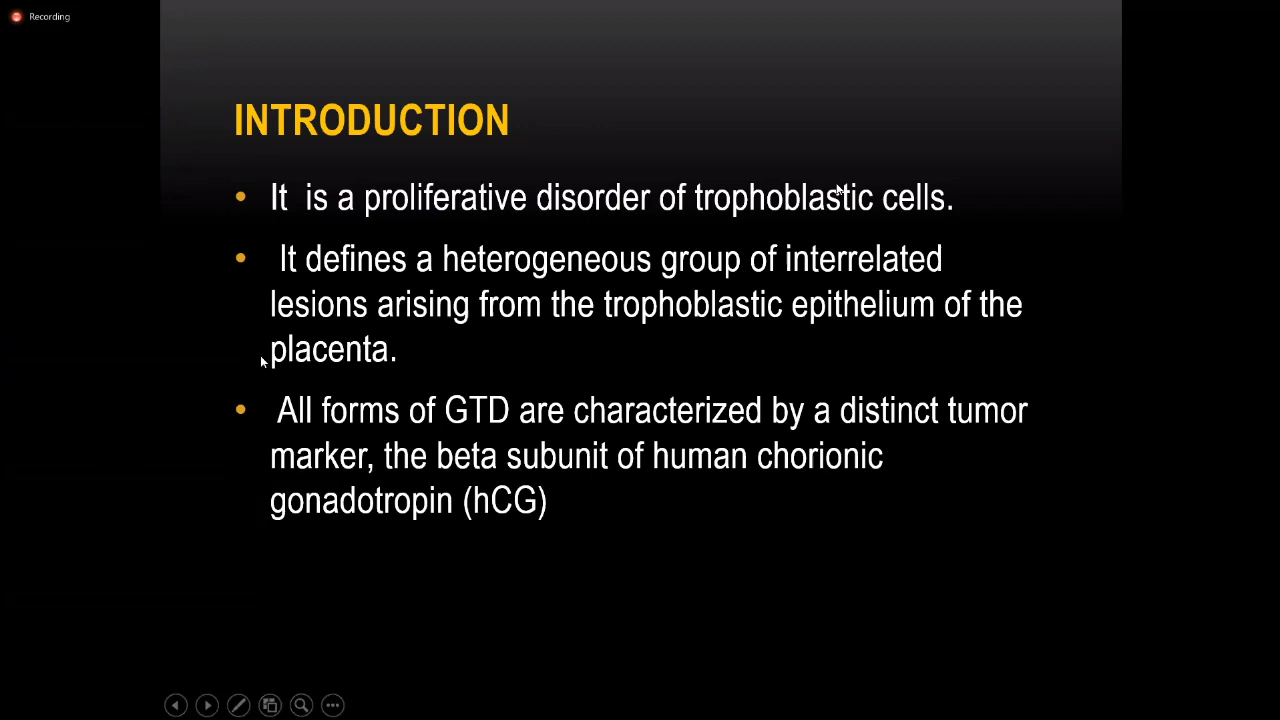 Recording
INTRODUCTION
• It is a proliferative disorder of trophoblastic cells.
• It defines a heterogeneous group of interrelated
lesions arising from the trophoblastic epithelium of the
placenta.
• All forms of GTD are characterized by a distinct tumor
marker, the beta subunit of human chorionic
gonadotropin (hCG)